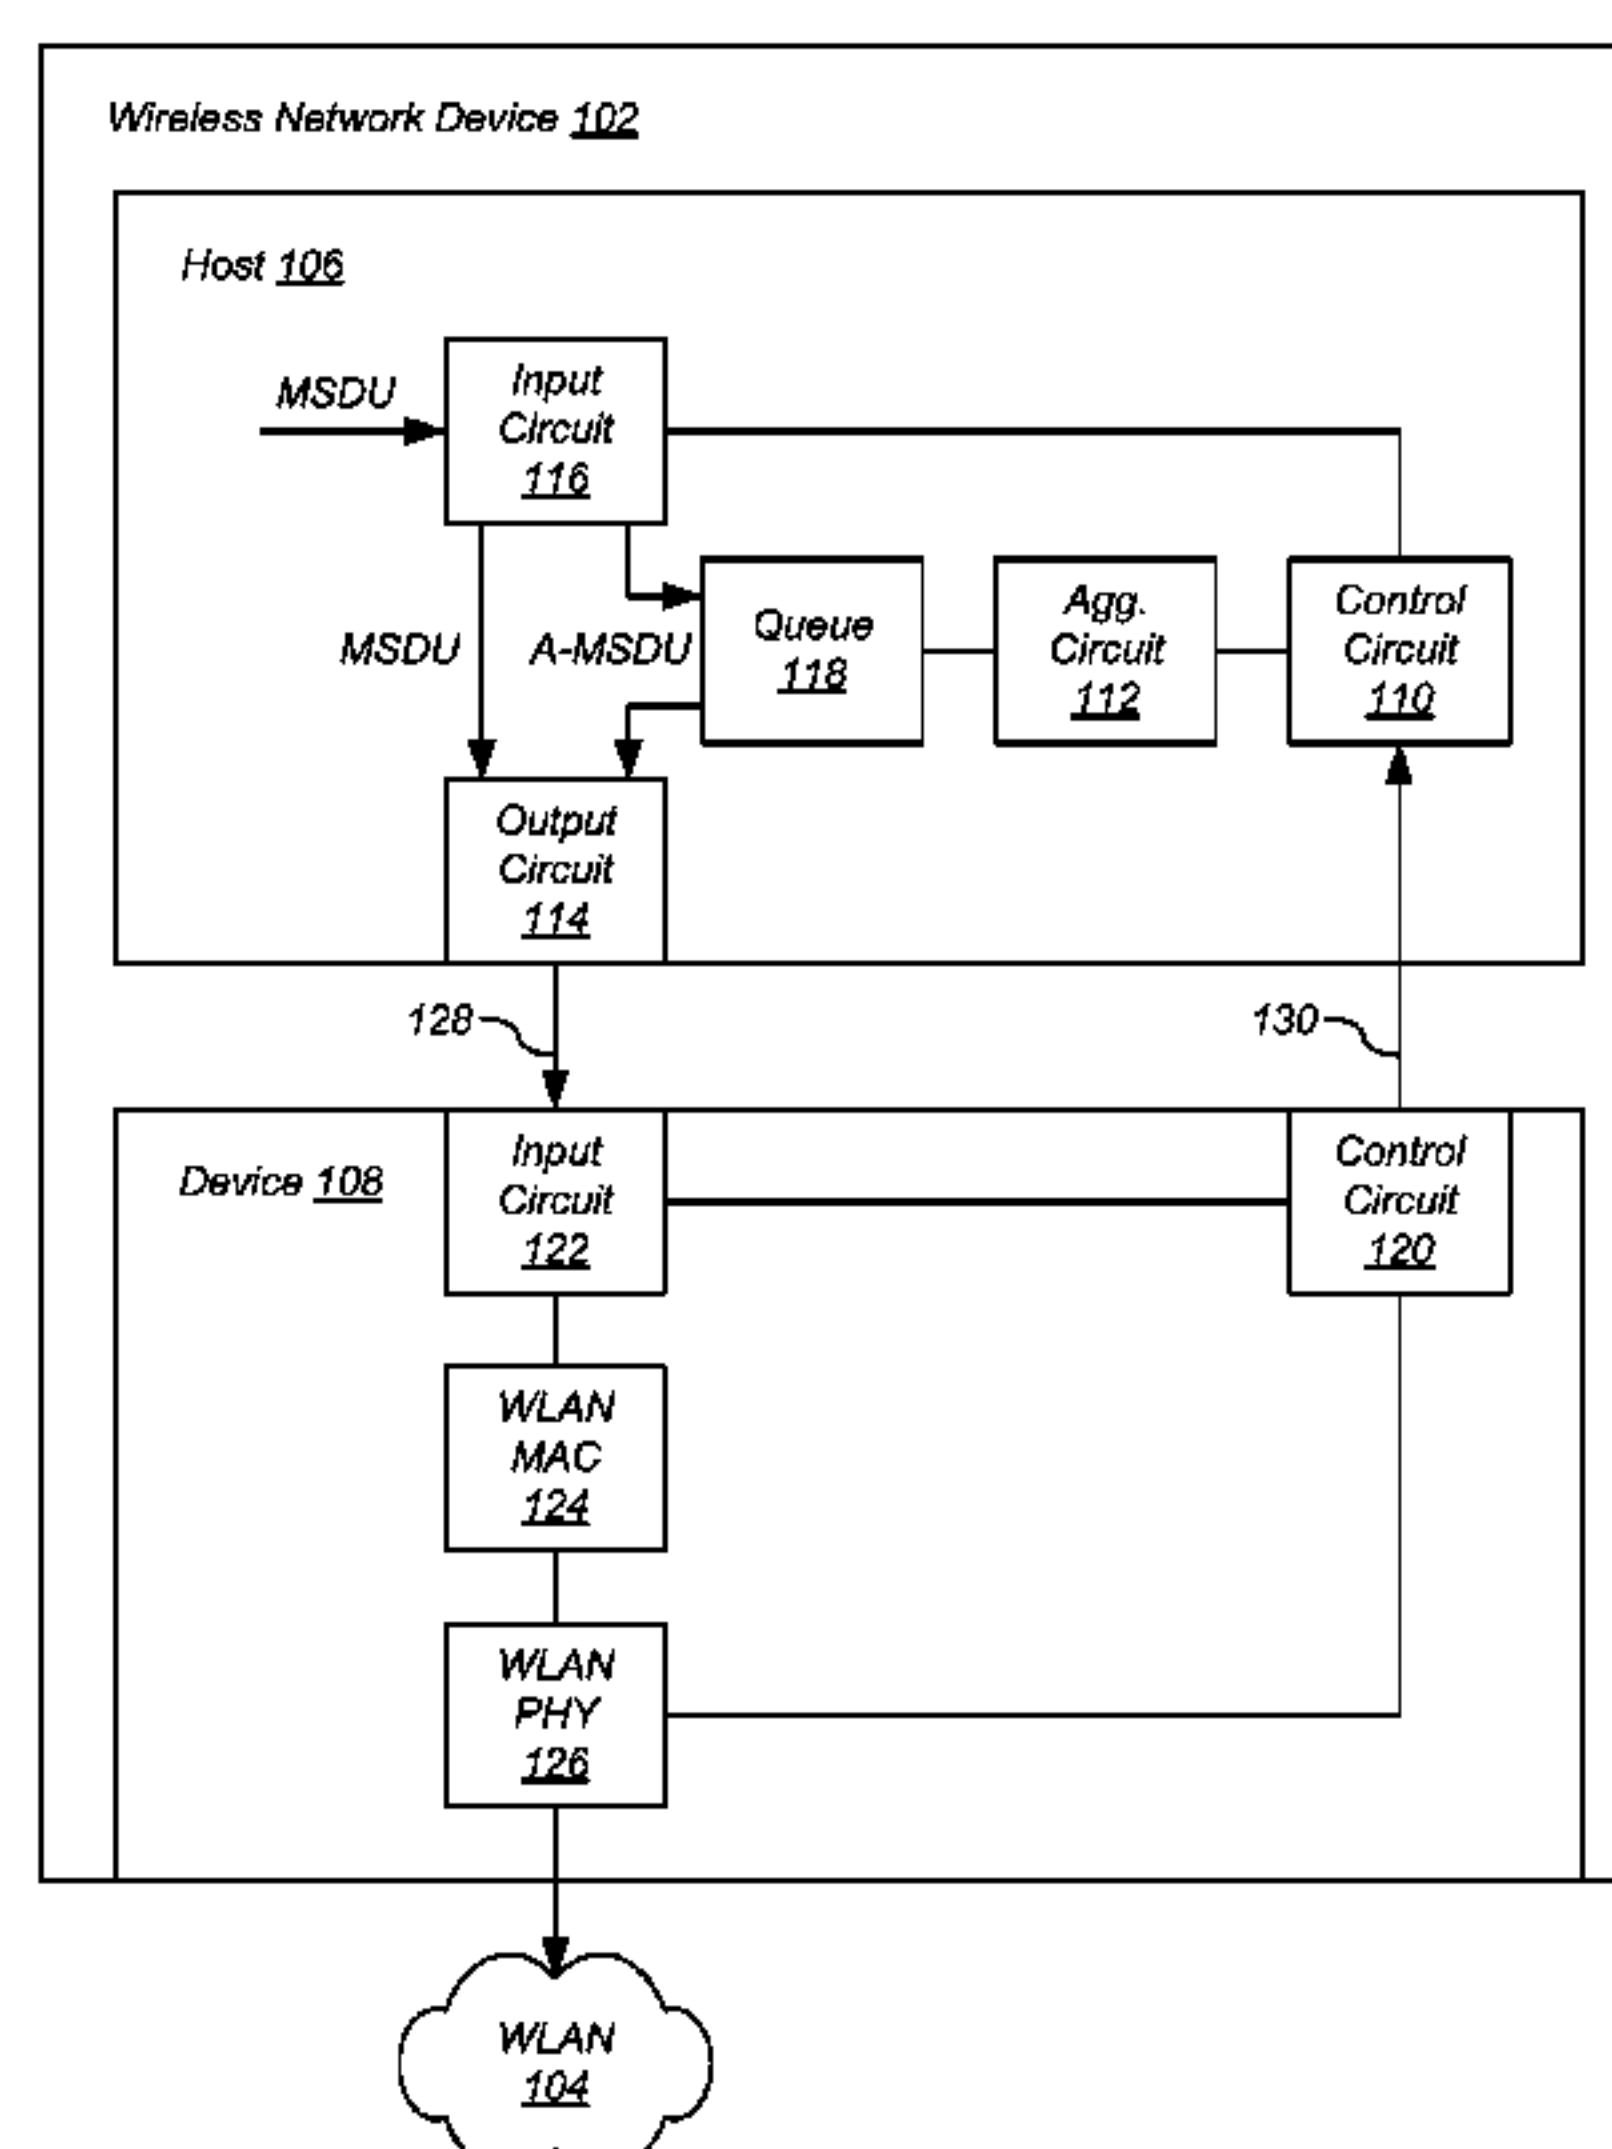 Wireless Network Device 102
Host 106
MSDU
Input
Circuit
116
MSDU
A-MSDU
Queue
118
Agg.
Circuit
112
Control
Circuit
110
Output
Circuit
114
128
130
Device 108
Input
Circuit
122
Control
Circuit
120
WLAN
MAC
124
WLAN
PHY
126
WLAN
104